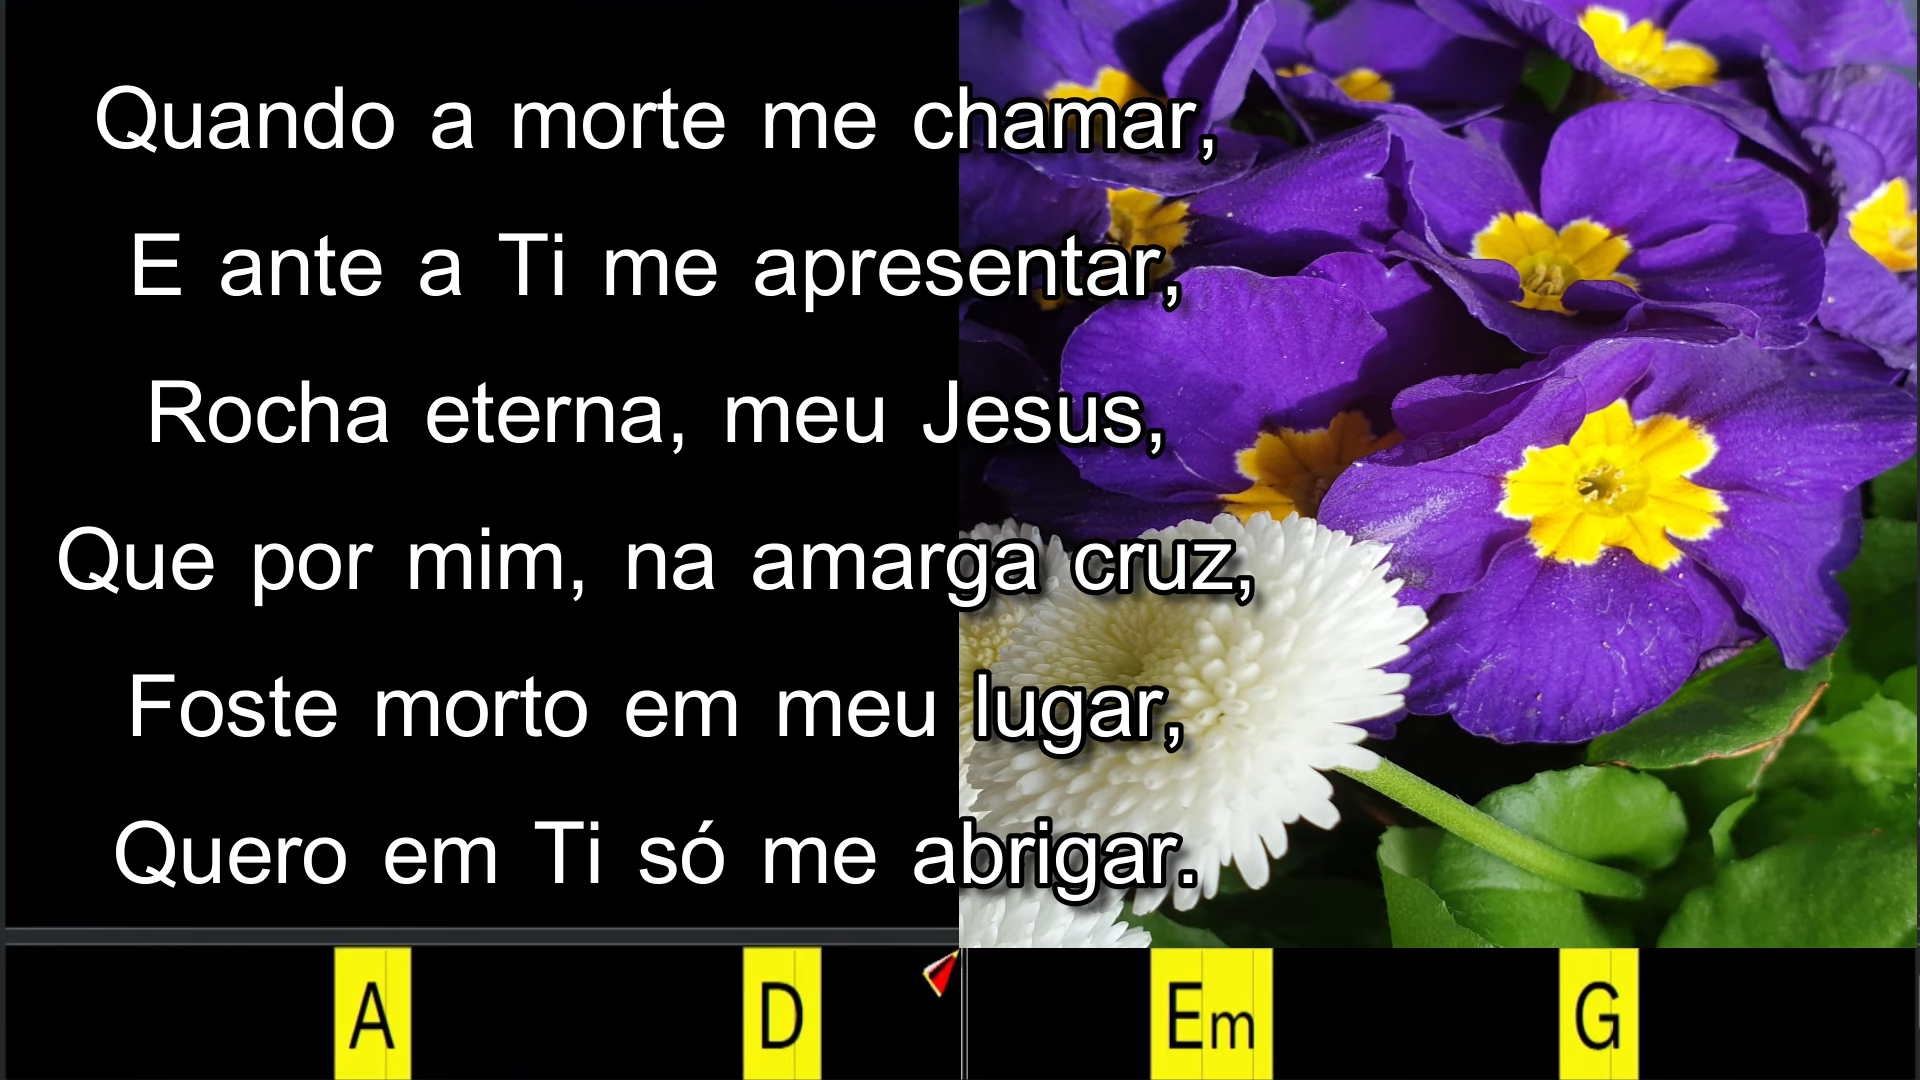 Quando a morte me chamar,
E ante a Ti me apresentar,
Rocha eterna, meu Jesus,
Que por mim, na amarga cruz,
Foste morto em meu lugar,
Quero em Ti só me abrigar.
A D Em G